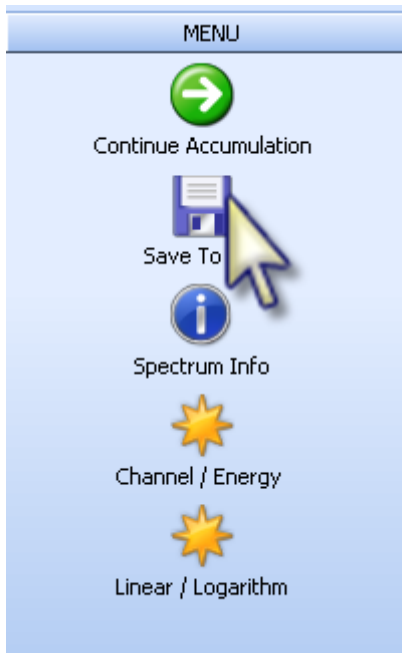 MENU
Continue Accumulation
Save To
Spectrum Info
Channel / Energy
Linear / Logarithm